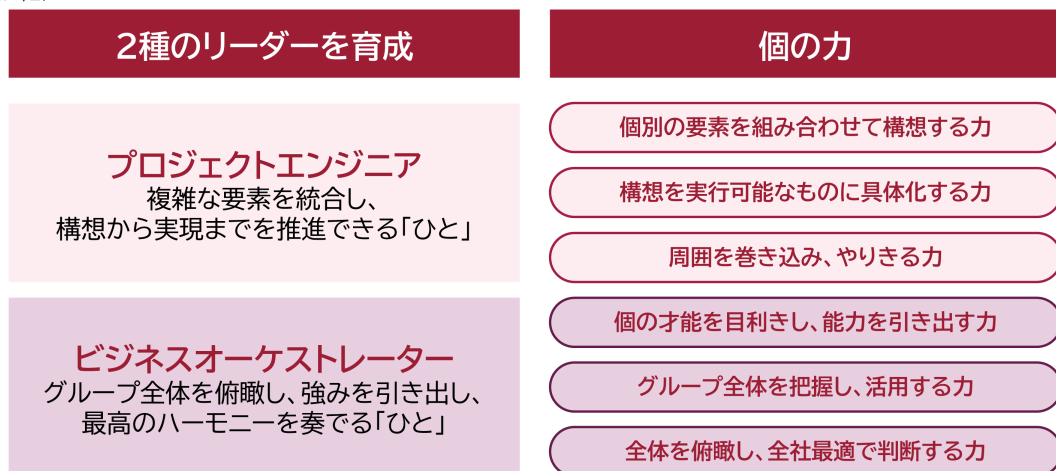 2種のリーダーを育成
プロジェクトエンジニア
複雑な要素を統合し、
構想から実現までを推進できる「ひと」
ビジネスオーケストレーター
グループ全体を俯瞰し、強みを引き出し、
最高のハーモニーを奏でる「ひと」
個の力
個別の要素を組み合わせて構想する力
構想を実行可能なものに具体化する力
周囲を巻き込み、やりきる力
個の才能を目利きし、能力を引き出す力
グループ全体を把握し、活用する力
全体を俯瞰し、全社最適で判断する力